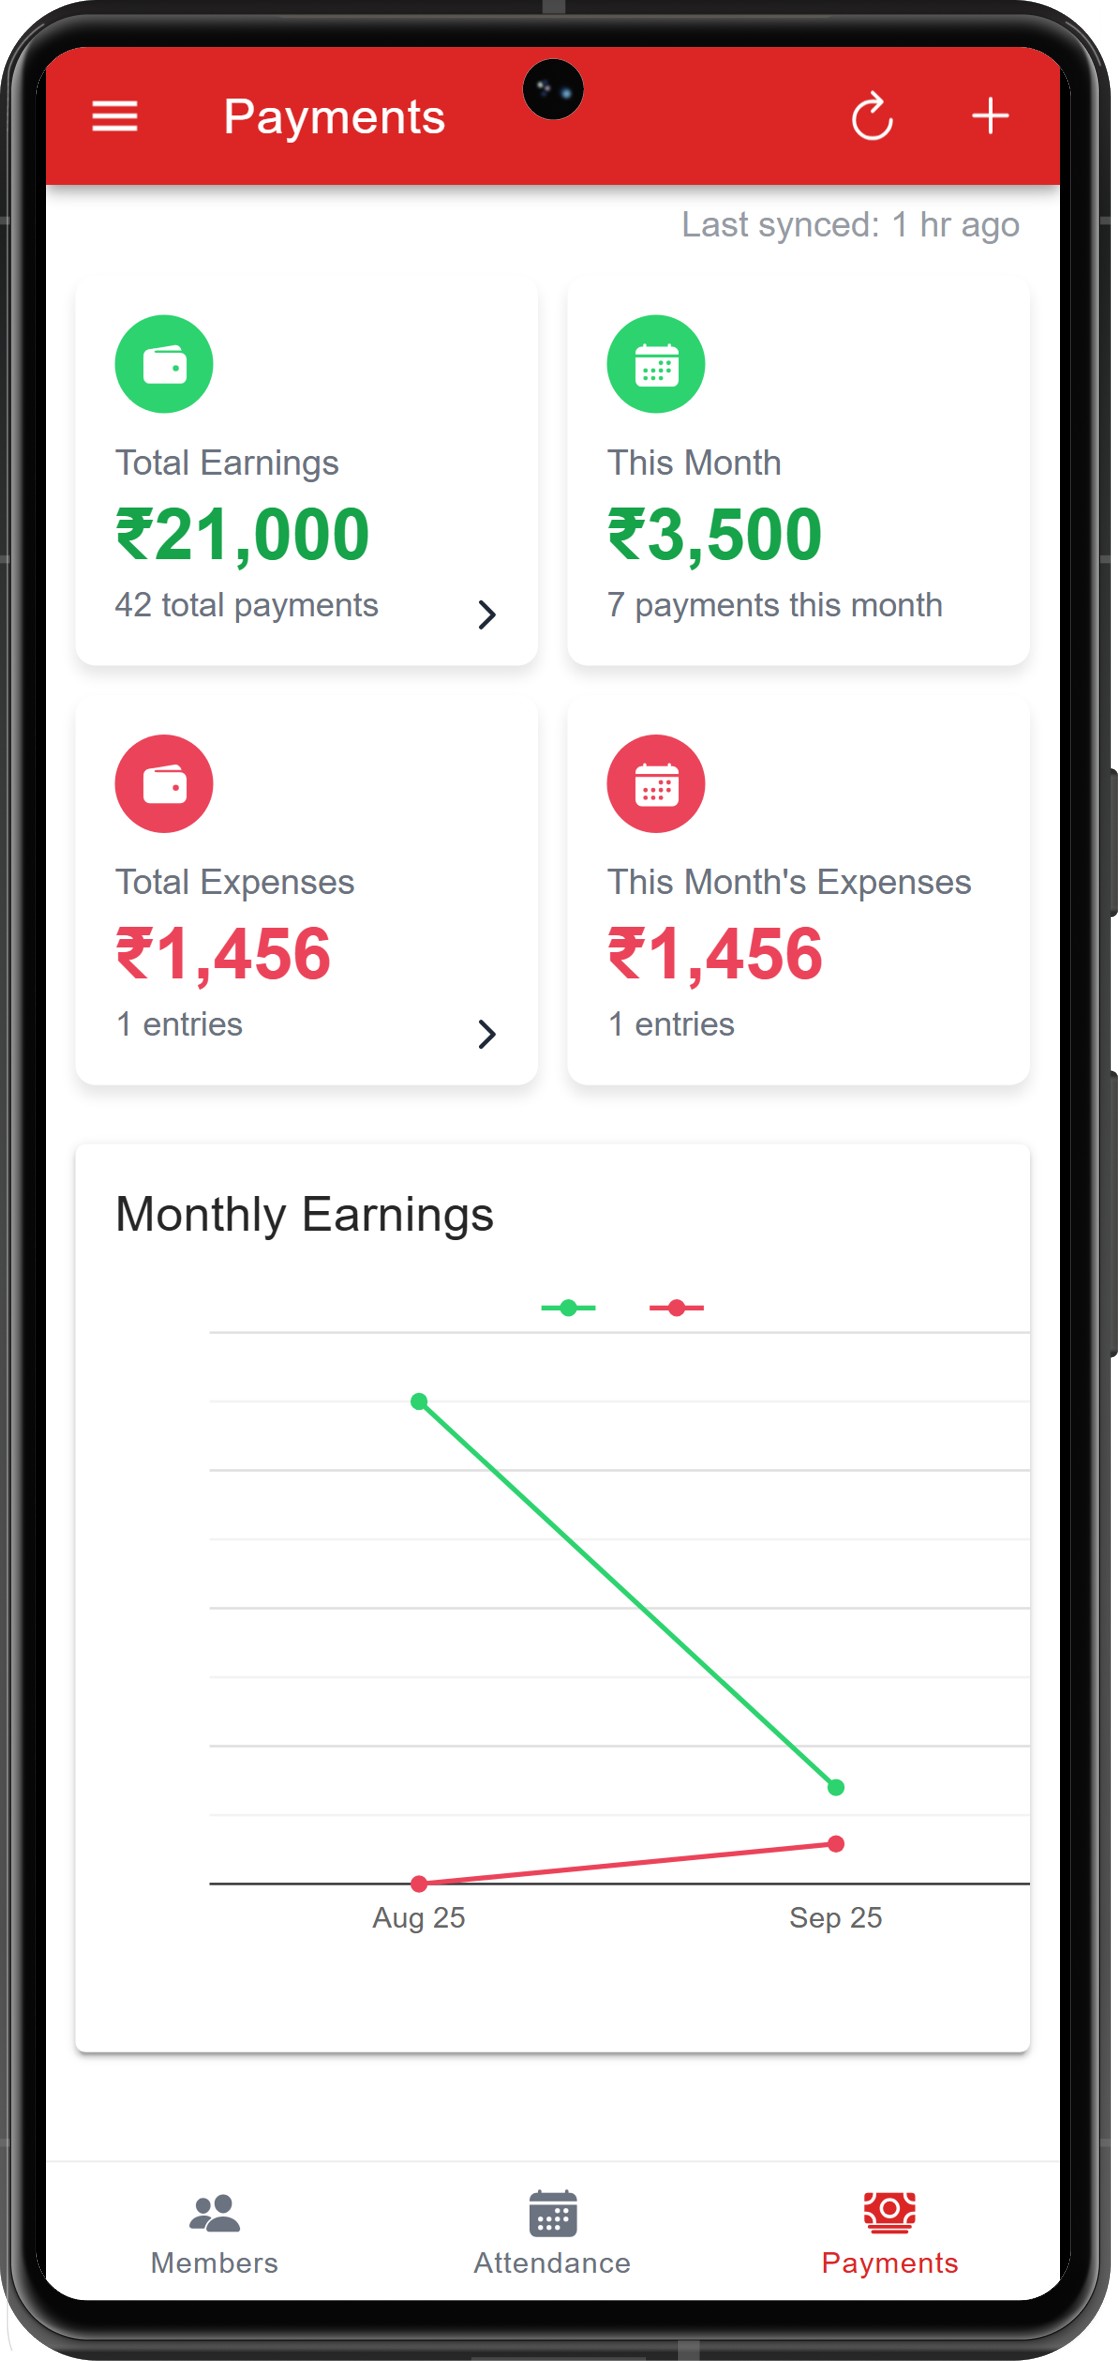 Payments
Last synced: 1 hr ago
Total Earnings
₹21,000
42 total payments
This Month
₹3,500
7 payments this month
Total Expenses
₹1,456
1 entries
This Month's Expenses
₹1,456
1 entries
Monthly Earnings
Aug 25
Sep 25
Members
Attendance
Payments